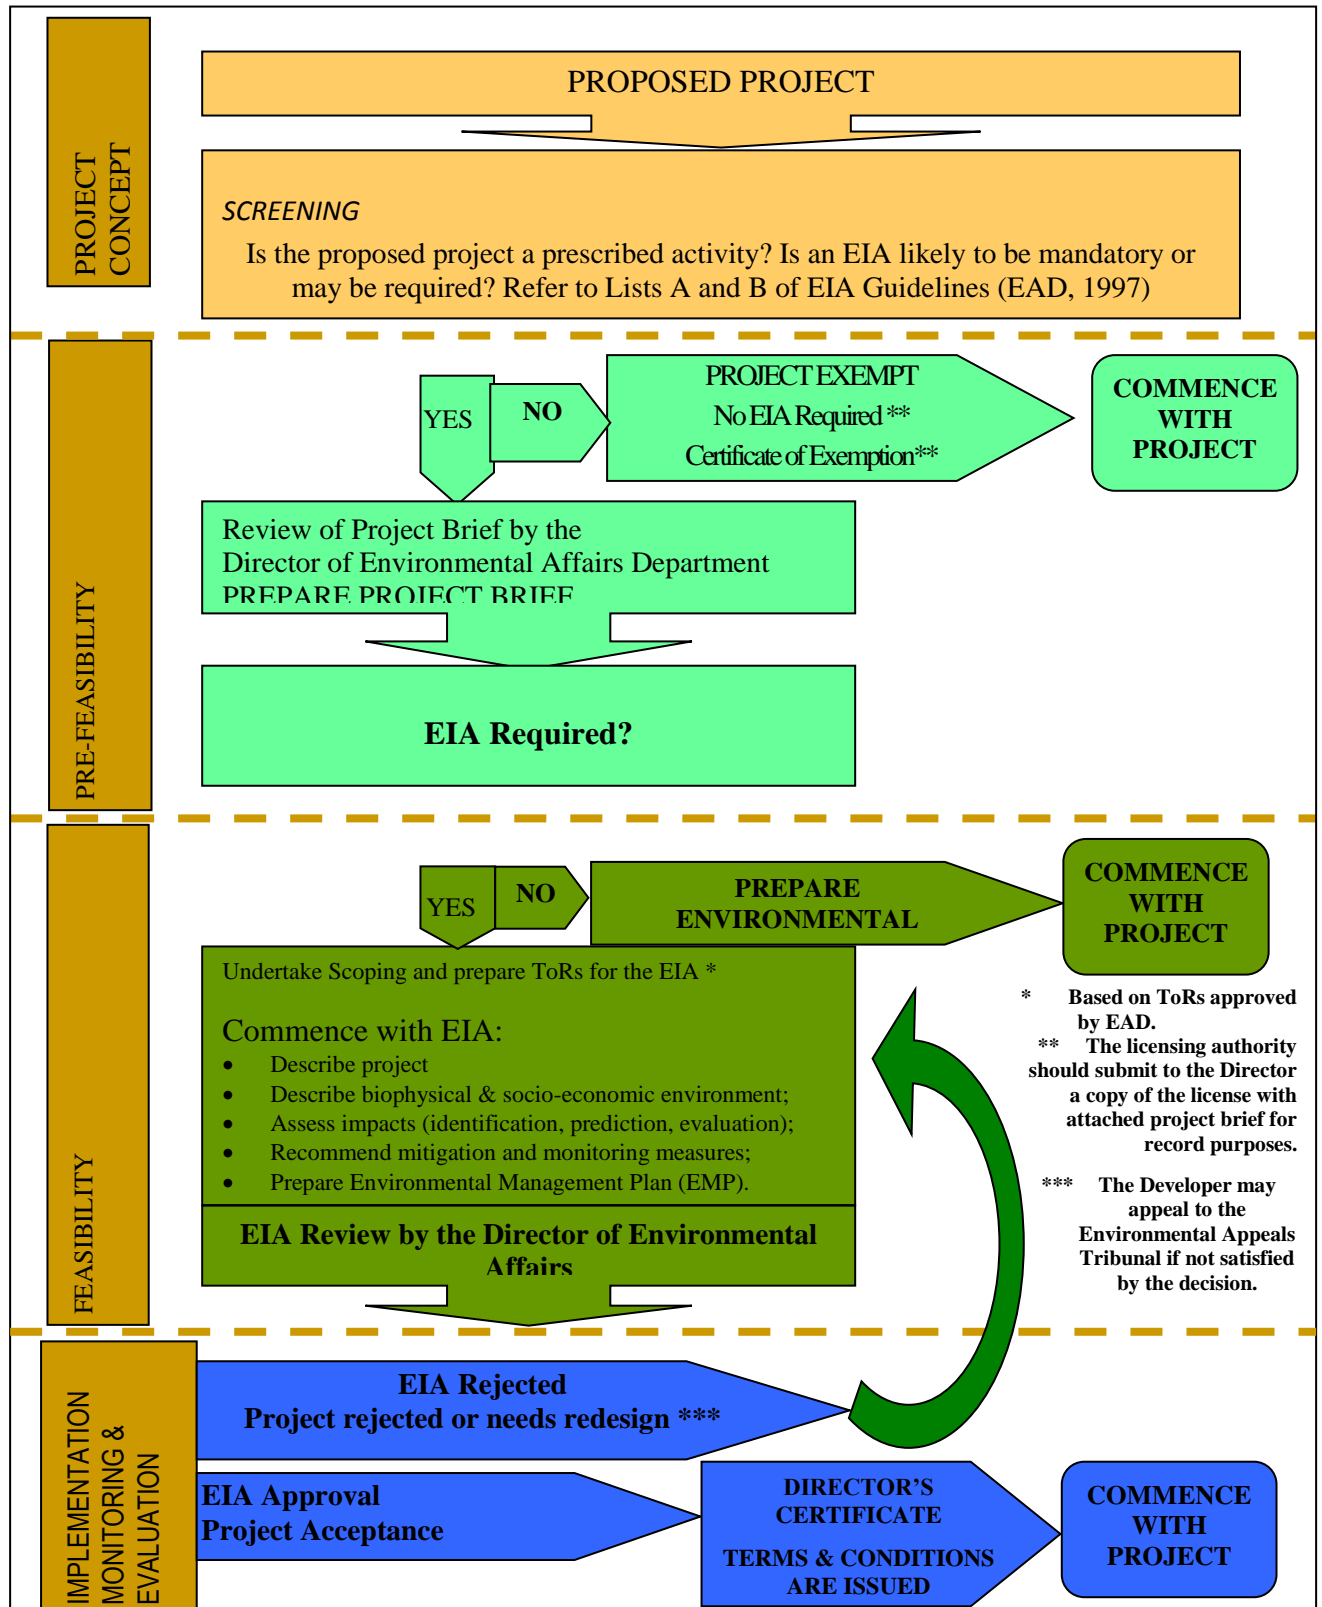 PROJECT
CONCEPT
PROPOSED PROJECT
SCREENING
Is the proposed project a prescribed activity? Is an EIA likely to be mandatory or
may be required? Refer to Lists A and B of EIA Guidelines (EAD, 1997)
PRE-FEASIBILITY
YES
NO
PROJECT EXEMPT
No EIA Required **
Certificate of Exemption**
COMMENCE
WITH
PROJECT
Review of Project Brief by the
Director of Environmental Affairs Department
PREPARE PROJECT BRIEF
EIA Required?
FEASIBILITY
YES
NO
PREPARE
ENVIRONMENTAL
COMMENCE
WITH
PROJECT
Undertake Scoping and prepare ToRs for the EIA *
Commence with EIA:
• Describe project
• Describe biophysical & socio-economic environment;
• Assess impacts (identification, prediction, evaluation);
• Recommend mitigation and monitoring measures;
• Prepare Environmental Management Plan (EMP).
EIA Review by the Director of Environmental
Affairs
* Based on ToRs approved
by EAD.
** The licensing authority
should submit to the Director
a copy of the license with
attached project brief for
record purposes.
*** The Developer may
appeal to the
Environmental Appeals
Tribunal if not satisfied
by the decision.
IMPLEMENTATION
MONITORING &
EVALUATION
EIA Rejected
Project rejected or needs redesign ***
EIA Approval
Project Acceptance
DIRECTOR'S
CERTIFICATE
TERMS & CONDITIONS
ARE ISSUED
COMMENCE
WITH
PROJECT